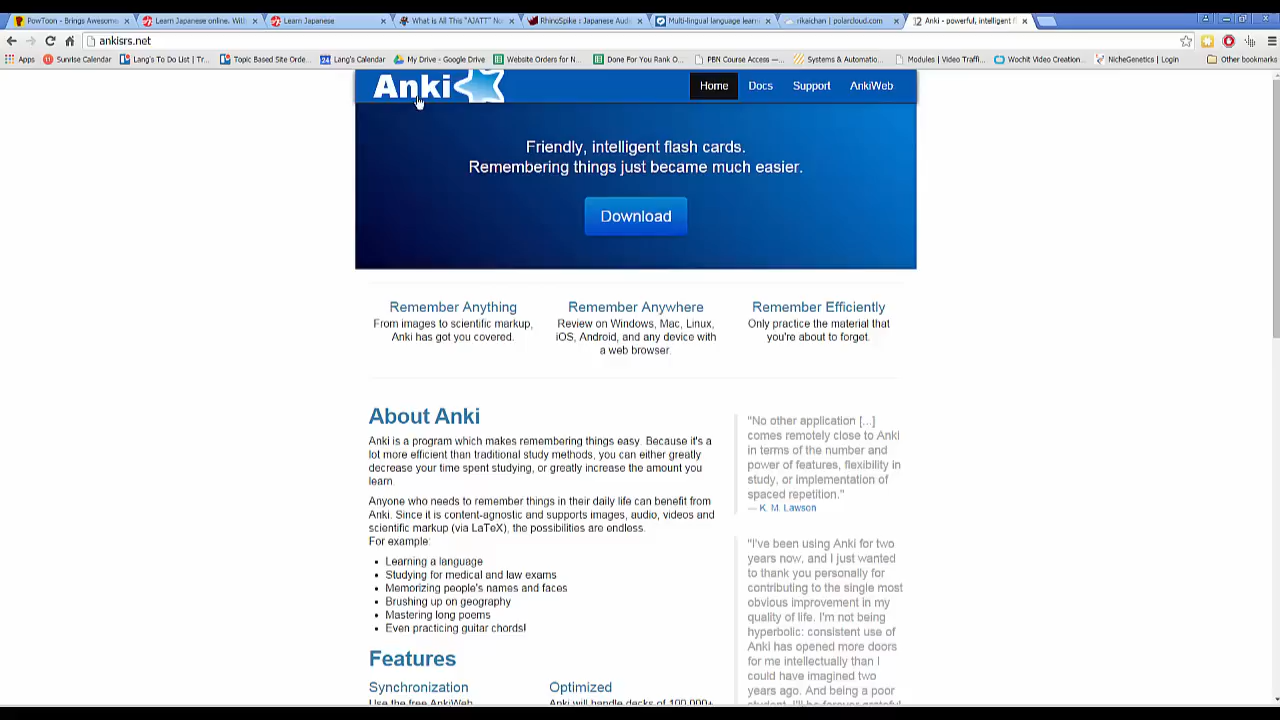 PowToon - Brings Awesome
Learn Japanese online. With
Learn Japanese
What is All This "AJATT" No
RhinoSpike : Japanese Aud
Multi-lingual language learn
rikaichan | polarcloud.com
Anki - powerful, intelligent f
ankisrs.net
Apps
Sunrise Calendar
Lang's To Do List | Tr...
Topic Based Site Orde...
Lang's Calendar
My Drive - Google Drive
Website Orders for N...
Done For You Rank O...
PBN Course Access —...
Systems & Automatio...
Modules | Video Traffi...
Wochit Video Creation...
NicheGenetics | Login
Other bookmarks
Anki
Home
Docs
Support
AnkiWeb
Friendly, intelligent flash cards.
Remembering things just became much easier.
Download
Remember Anything
From images to scientific markup,
Anki has got you covered.
Remember Anywhere
Review on Windows, Mac, Linux,
iOS, Android, and any device with
a web browser.
Remember Efficiently
Only practice the material that
you're about to forget.
About Anki
Anki is a program which makes remembering things easy. Because it's a
lot more efficient than traditional study methods, you can either greatly
decrease your time spent studying, or greatly increase the amount you
learn.
Anyone who needs to remember things in their daily life can benefit from
Anki. Since it is content-agnostic and supports images, audio, videos and
scientific markup (via LaTeX), the possibilities are endless.
For example:
Learning a language
Studying for medical and law exams
Memorizing people's names and faces
Brushing up on geography
Mastering long poems
Even practicing guitar chords!
Features
Synchronization
Use the free AnkiWeb
Optimized
Anki will handle decks of 100,000+
"No other application [...]
comes remotely close to Anki
in terms of the number and
power of features, flexibility in
study, or implementation of
spaced repetition."
— K. M. Lawson
"I've been using Anki for two
years now, and I just wanted
to thank you personally for
contributing to the single most
obvious improvement in my
quality of life. I'm not being
hyperbolic: consistent use of
Anki has opened more doors
for me intellectually than I
could have imagined two
years ago. And being a poor
student, I'll be forever grateful